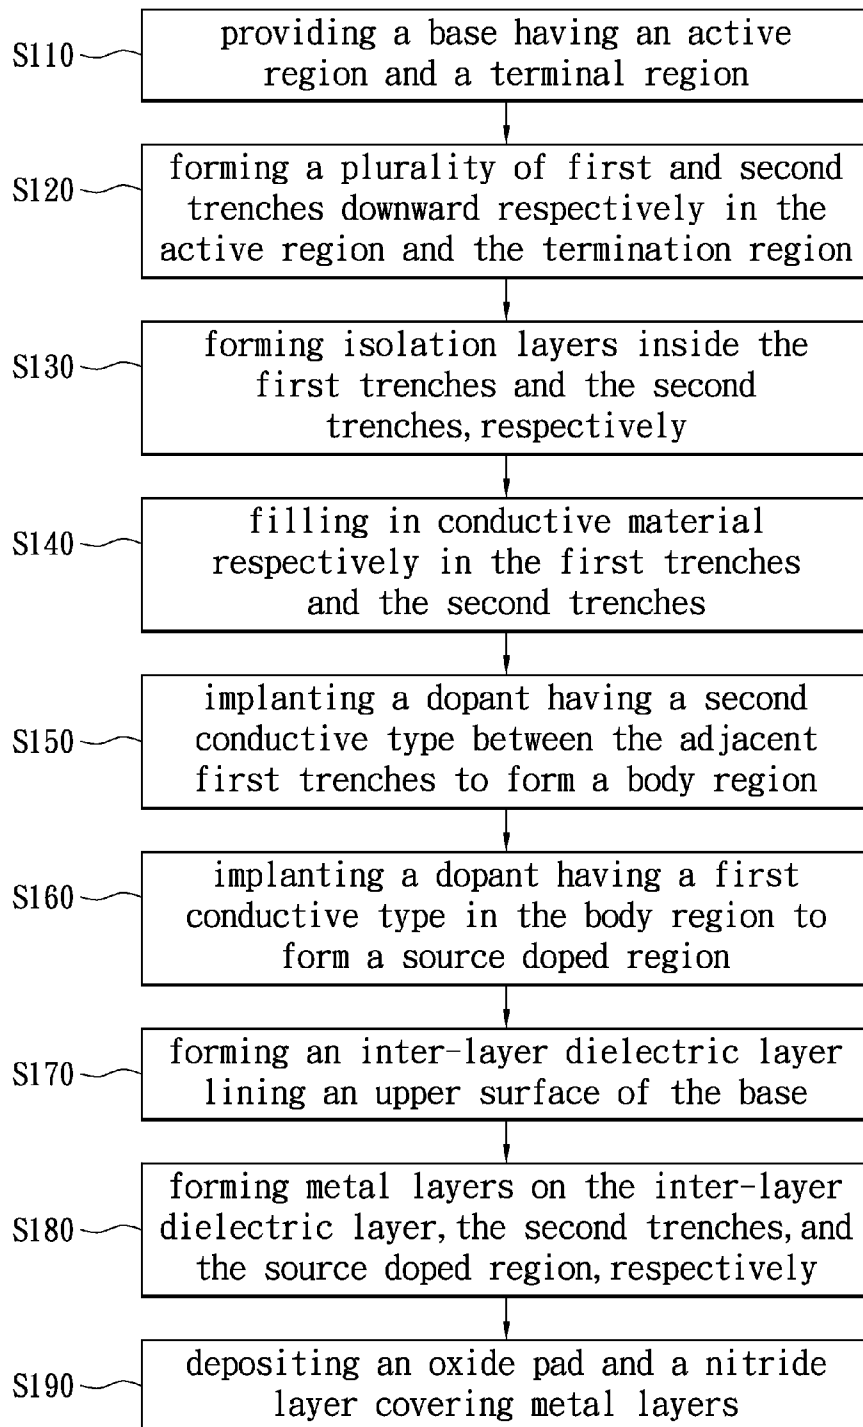 S110
providing a base having an active
region and a terminal region
S120
forming a plurality of first and second
trenches downward respectively in the
active region and the termination region
S130
forming isolation layers inside the
first trenches and the second
trenches, respectively
S140
filling in conductive material
respectively in the first trenches
and the second trenches
S150
implanting a dopant having a second
conductive type between the adjacent
first trenches to form a body region
S160
implanting a dopant having a first
conductive type in the body region to
form a source doped region
S170
forming an inter-layer dielectric layer
lining an upper surface of the base
S180
forming metal layers on the inter-layer
dielectric layer, the second trenches, and
the source doped region, respectively
S190
depositing an oxide pad and a nitride
layer covering metal layers